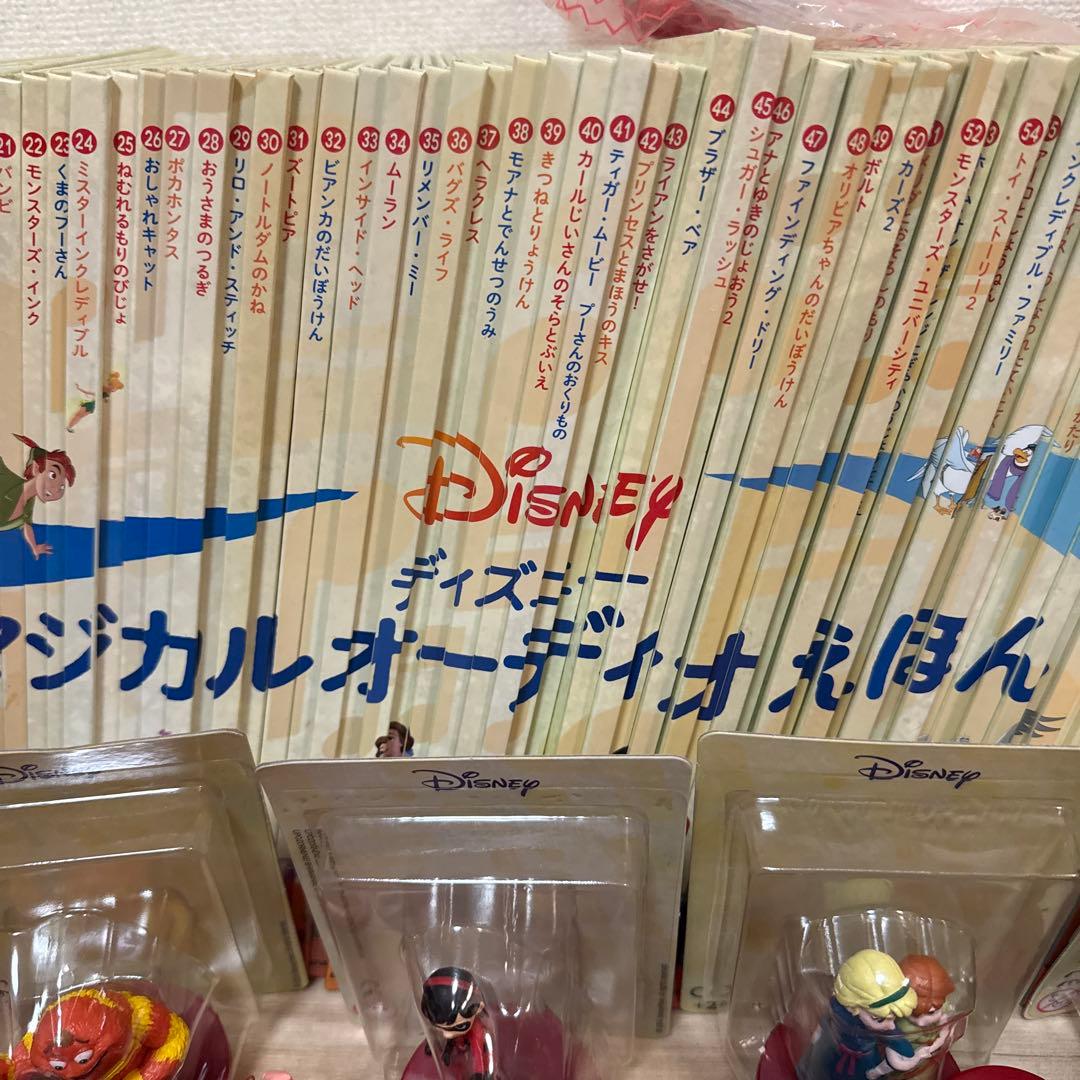 21 バンビ
22 モンスターズ・インク
23 くまのプーさん
24 ミスターインクレディブル
25 ねむれるもりのびじょ
26 おしゃれキャット
27 ポカホンタス
28 おうさまのつるぎ
29 リロ・アンド・スティッチ
30 ノートルダムのかね
31 ズートピア
32 ビアンカのだいぼうけん
33 インサイド・ヘッド
34 ムーラン
35 リメンバー・ミー
36 バグズ・ライフ
37 ヘラクレス
38 モアナとでんせつのうみ
39 きつねとりょうけん
40 カールじいさんのそらとぶいえ
41 ティガー・ムービー プーさんのおくりもの
42 プリンセスとまほうのキス
43 ライアンをさがせ!
44 ブラザー・ベア
45 シュガー・ラッシュ
46 アナとゆきのじょおう2
47 ファインディング・ドリー
48 オリビアちゃんのだいぼうけん
49 ボルト
50 カーズ2
モンスターズ・ユニバーシティ
52
トイ・ストーリー2
54
ンクレディブル・ファミリー
DISNEY
ディズニー
マジカルオーディオえほん
DISNEY
DISNEY
DISNEY